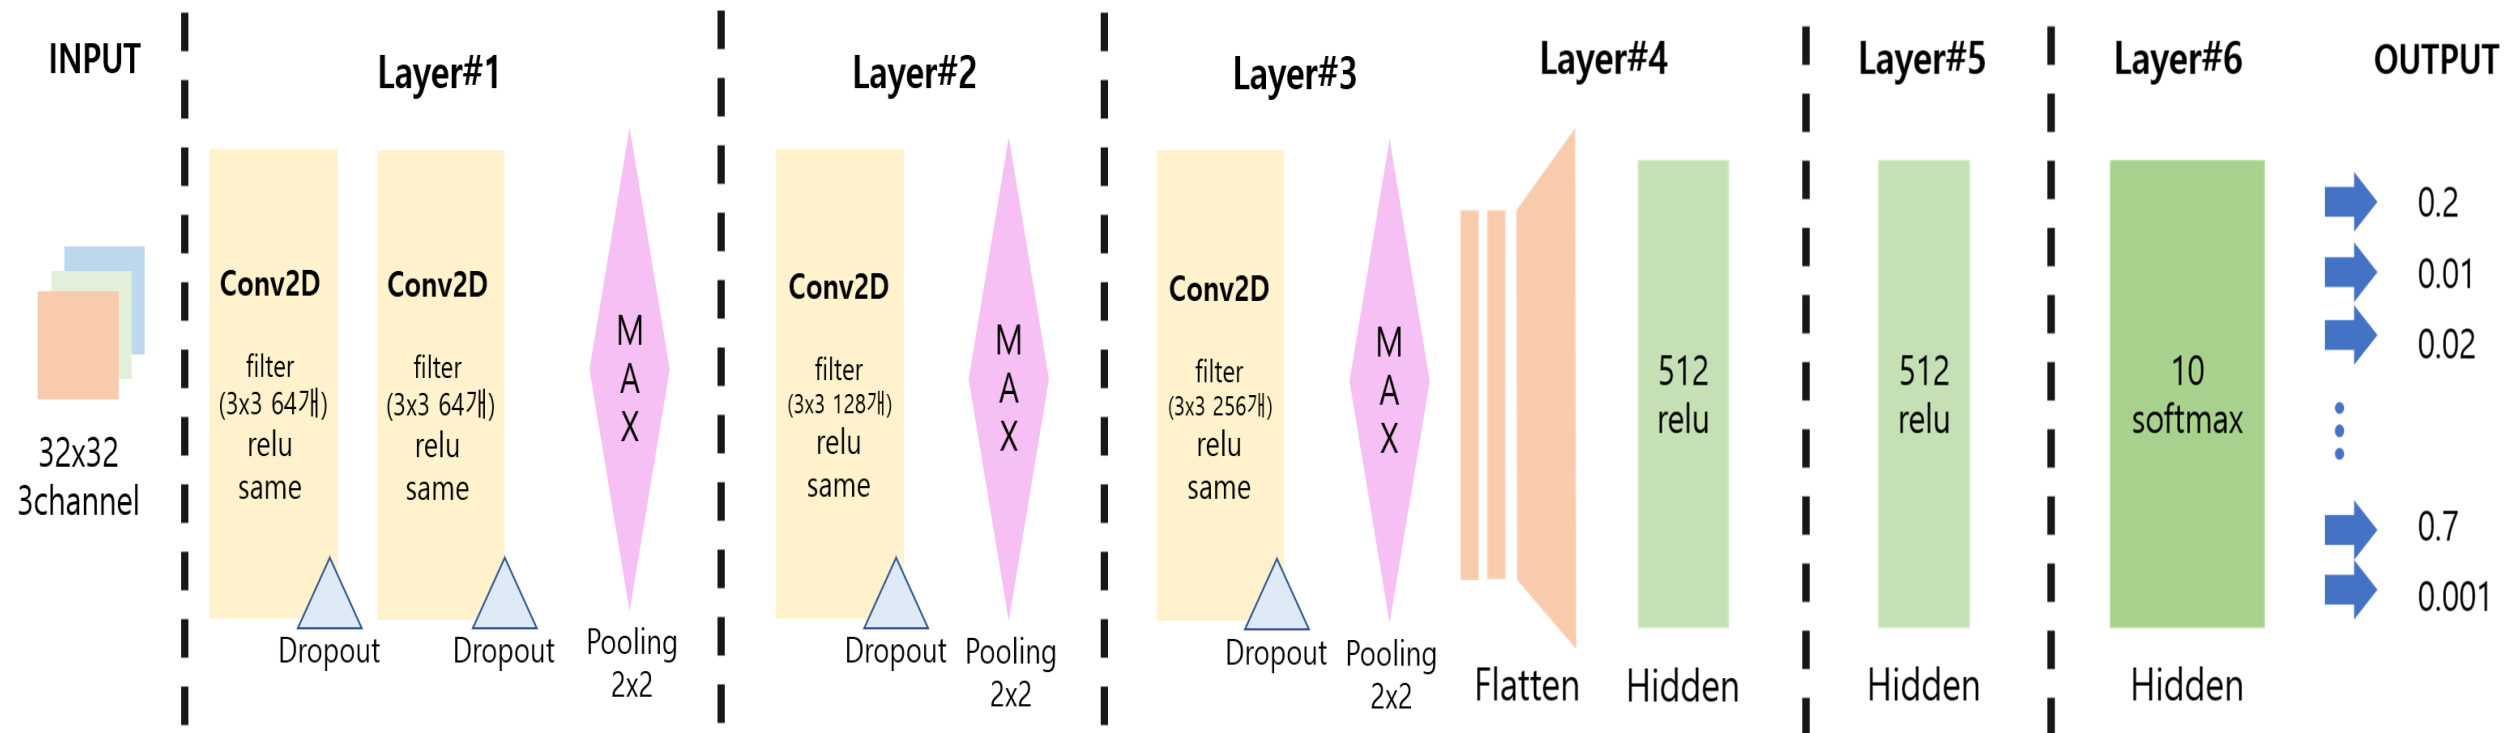 INPUT
32x32
3channel
Layer#1
Conv2D
filter
(3x3 64개)
relu
same
Dropout
Conv2D
filter
(3x3 64개)
relu
same
Dropout
M
A
X
Pooling
2x2
Layer#2
Conv2D
filter
(3x3 128개)
relu
same
Dropout
M
A
X
Pooling
2x2
Layer#3
Conv2D
filter
(3x3 256개)
relu
same
Dropout
M
A
X
Pooling
2x2
Layer#4
Flatten
512
relu
Hidden
Layer#5
512
relu
Hidden
Layer#6
10
softmax
Hidden
OUTPUT
0.2
0.01
0.02
0.7
0.001